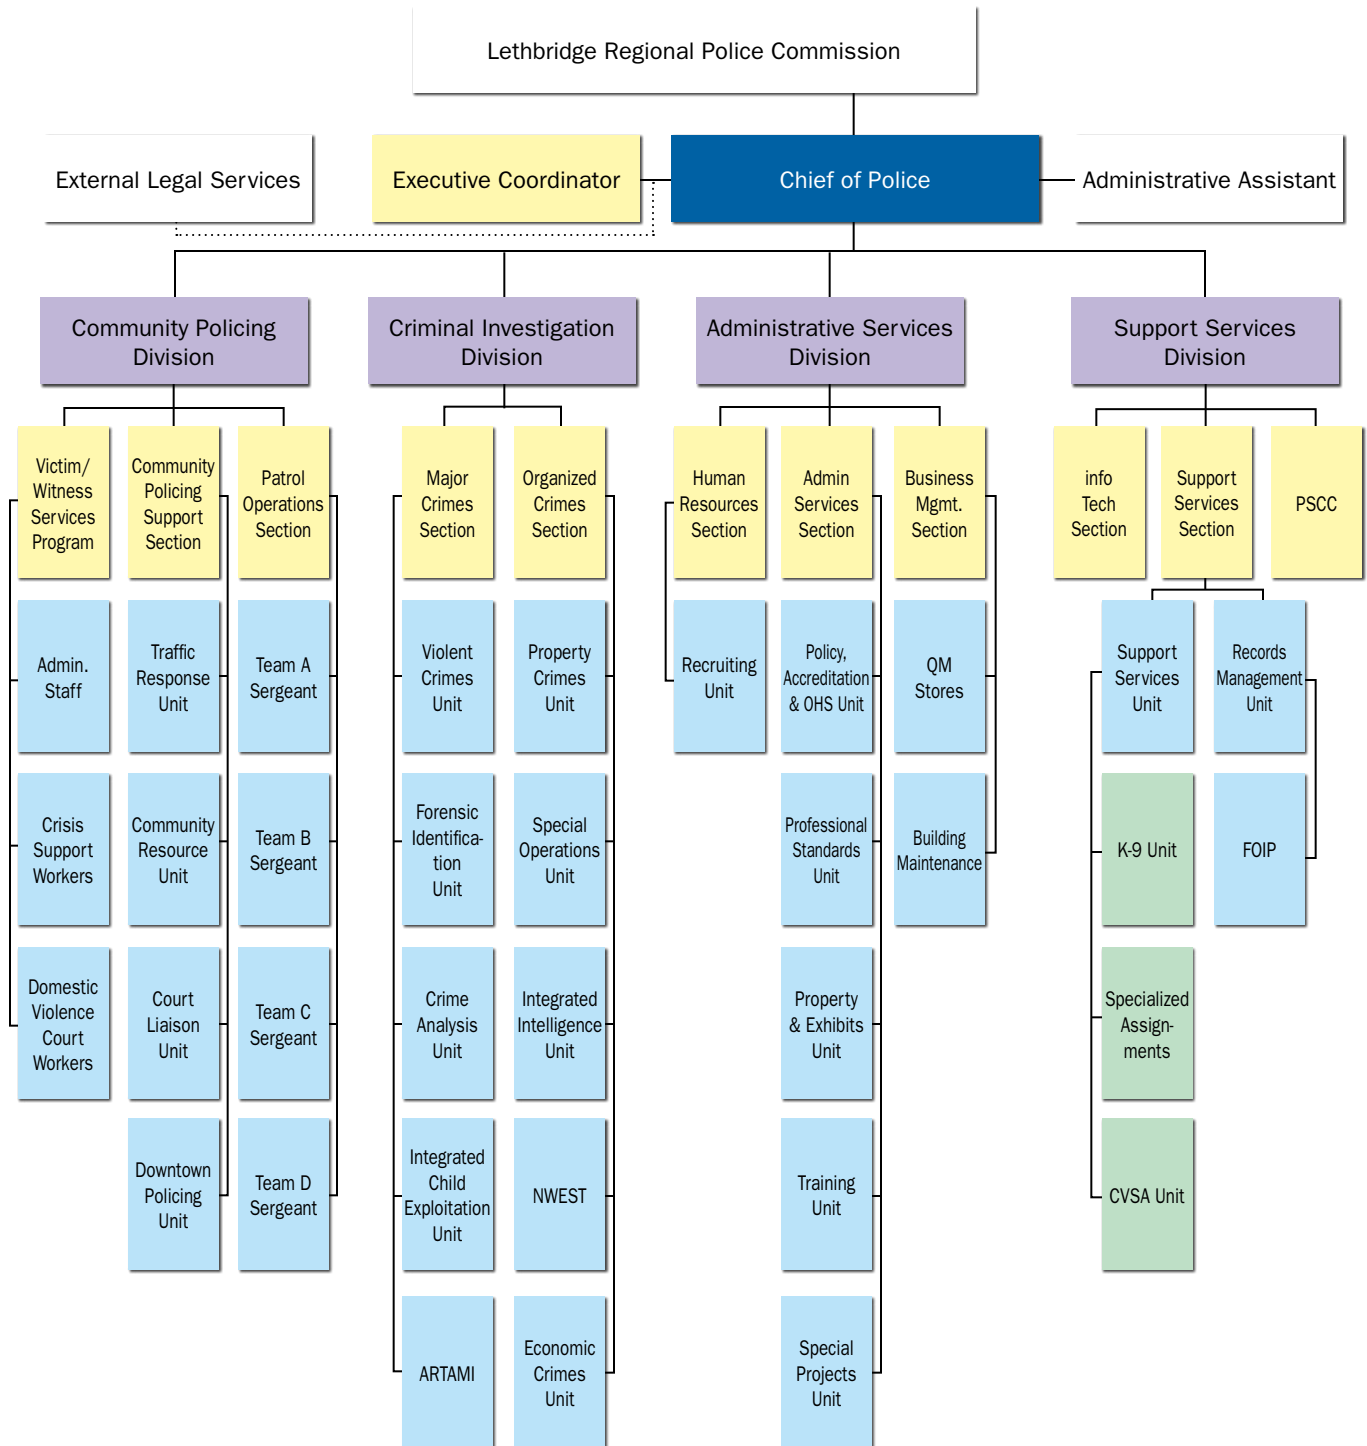 Lethbridge Regional Police Commission
External Legal Services
Executive Coordinator
Chief of Police
Administrative Assistant
Community Policing
Division
Criminal Investigation
Division
Administrative Services
Division
Support Services
Division
Victim/
Witness
Services
Program
Community
Policing
Support
Section
Patrol
Operations
Section
Major
Crimes
Section
Organized
Crimes
Section
Human
Resources
Section
Admin
Services
Section
Business
Mgmt.
Section
info
Tech
Section
Support
Services
Section
PSCC
Admin.
Staff
Traffic
Response
Unit
Team A
Sergeant
Violent
Crimes
Unit
Property
Crimes
Unit
Recruiting
Unit
Policy,
Accreditation
& OHS Unit
QM
Stores
Support
Services
Unit
Records
Management
Unit
Crisis
Support
Workers
Community
Resource
Unit
Team B
Sergeant
Forensic
Identifica-
tion
Unit
Special
Operations
Unit
Professional
Standards
Unit
Building
Maintenance
K-9 Unit
FOIP
Domestic
Violence
Court
Workers
Court
Liaison
Unit
Team C
Sergeant
Crime
Analysis
Unit
Integrated
Intelligence
Unit
Property
& Exhibits
Unit
Specialized
Assign-
ments
Downtown
Policing
Unit
Team D
Sergeant
Integrated
Child
Exploitation
Unit
NWEST
Training
Unit
CVSA Unit
ARTAMI
Economic
Crimes
Unit
Special
Projects
Unit